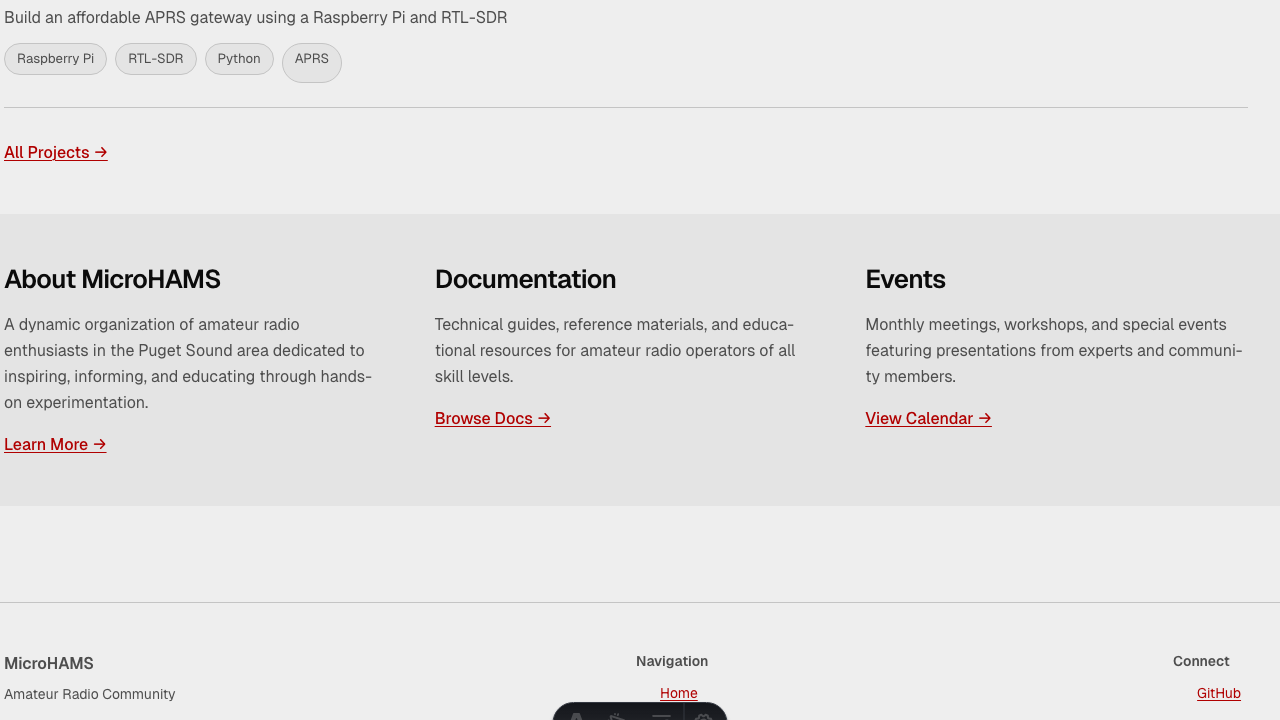 Build an affordable APRS gateway using a Raspberry Pi and RTL-SDR
Raspberry Pi
RTL-SDR
Python
APRS
All Projects →
About MicroHAMS
A dynamic organization of amateur radio
enthusiasts in the Puget Sound area dedicated to
inspiring, informing, and educating through hands-
on experimentation.
Learn More →
Documentation
Technical guides, reference materials, and educa-
tional resources for amateur radio operators of all
skill levels.
Browse Docs →
Events
Monthly meetings, workshops, and special events
featuring presentations from experts and communi-
ty members.
View Calendar →
MicroHAMS
Amateur Radio Community
Navigation
Home
Connect
GitHub